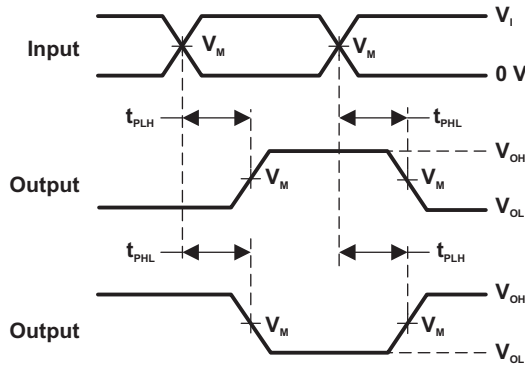 V_I
Input
V_M
V_M
0 V
t_PLH
t_PHL
V_OH
Output
V_M
V_M
V_OL
t_PHL
t_PLH
V_OH
Output
V_M
V_M
V_OL